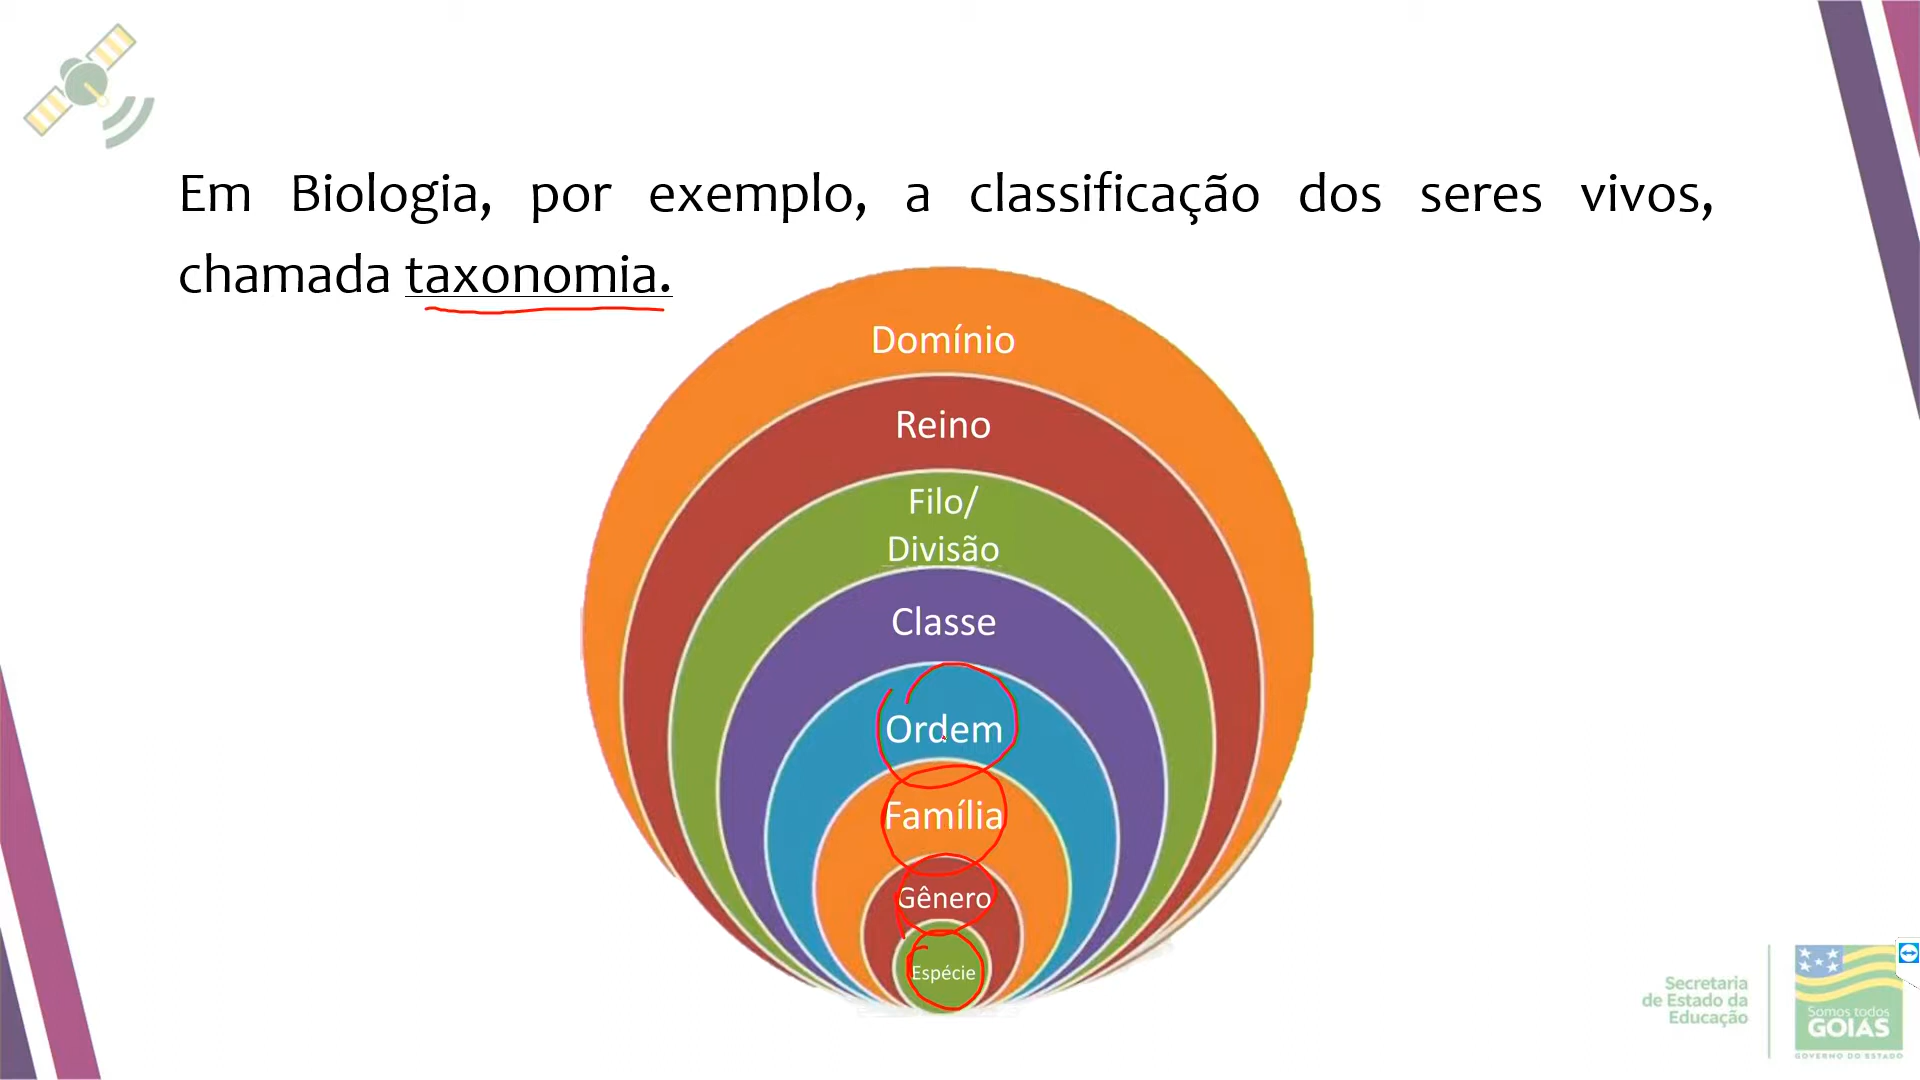 Em Biologia, por exemplo, a classificação dos seres vivos,
chamada taxonomia.
Domínio
Reino
Filo/
Divisão
Classe
Ordem
Família
Gênero
Espécie
Secretaria
de Estado da
Educação
Somos todos
GOIÁS
GOVERNO DO ESTADO